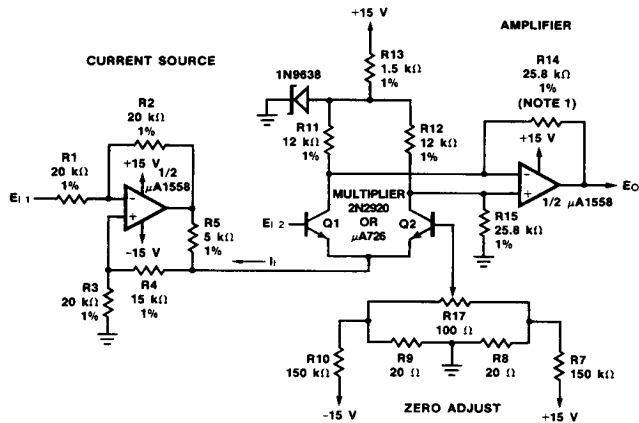 +15 V
AMPLIFIER
CURRENT SOURCE
R13
1.5 kΩ
1%
1N9638
R14
25.8 kΩ
1%
(NOTE 1)
R2
20 kΩ
1%
R11
12 kΩ
1%
R12
12 kΩ
1%
+15 V
R1
20 kΩ
1%
+15 V
1/2
µA1558
EI 1
−
+
-15 V
−
+
EO
1/2 µA1558
MULTIPLIER
2N2920
OR
µA726
EI 2
Q1
Q2
R5
5 kΩ
1%
R15
25.8 kΩ
1%
II
R4
15 kΩ
1%
R3
20 kΩ
1%
R17
100 Ω
R10
150 kΩ
R9
20 Ω
R8
20 Ω
R7
150 kΩ
-15 V
ZERO ADJUST
+15 V